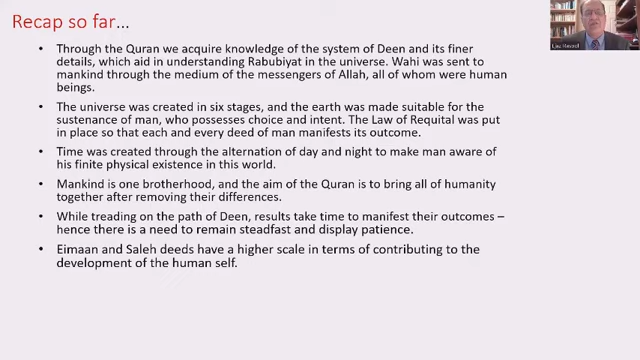 Recap so far...
• Through the Quran we acquire knowledge of the system of Deen and its finer
details, which aid in understanding Rabubiyat in the universe. Wahi was sent to
mankind through the medium of the messengers of Allah, all of whom were human
beings.
• The universe was created in six stages, and the earth was made suitable for the
sustenance of man, who possesses choice and intent. The Law of Requital was put
in place so that each and every deed of man manifests its outcome.
• Time was created through the alternation of day and night to make man aware of
his finite physical existence in this world.
• Mankind is one brotherhood, and the aim of the Quran is to bring all of humanity
together after removing their differences.
• While treading on the path of Deen, results take time to manifest their outcomes –
hence there is a need to remain steadfast and display patience.
• Eimaan and Saleh deeds have a higher scale in terms of contributing to the
development of the human self.